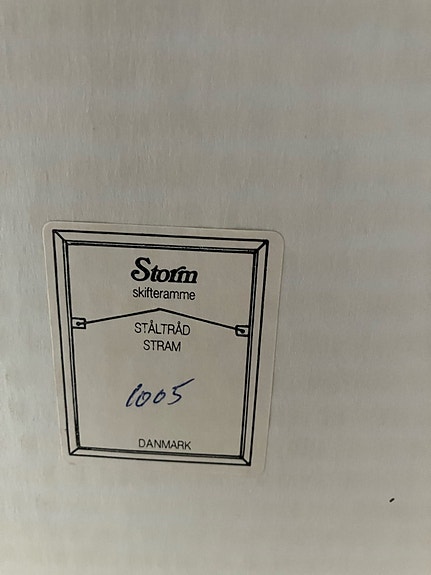 Storm
skifteramme
STÅLTRÅD
STRAM
1005
DANMARK